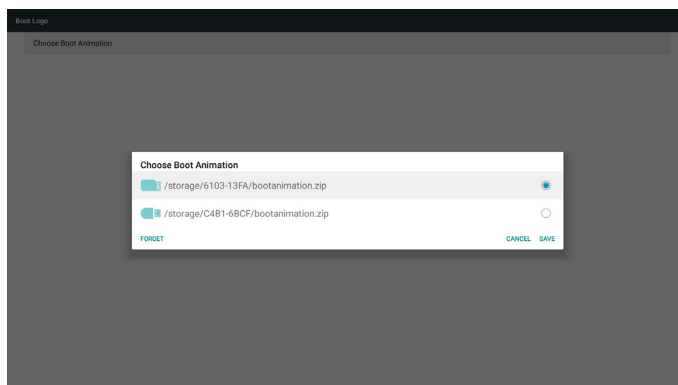 Boot Logo
Choose Boot Animation
Choose Boot Animation
/storage/6103-13FA/bootanimation.zip
/storage/C4B1-6BCF/bootanimation.zip
FORGET CANCEL SAVE